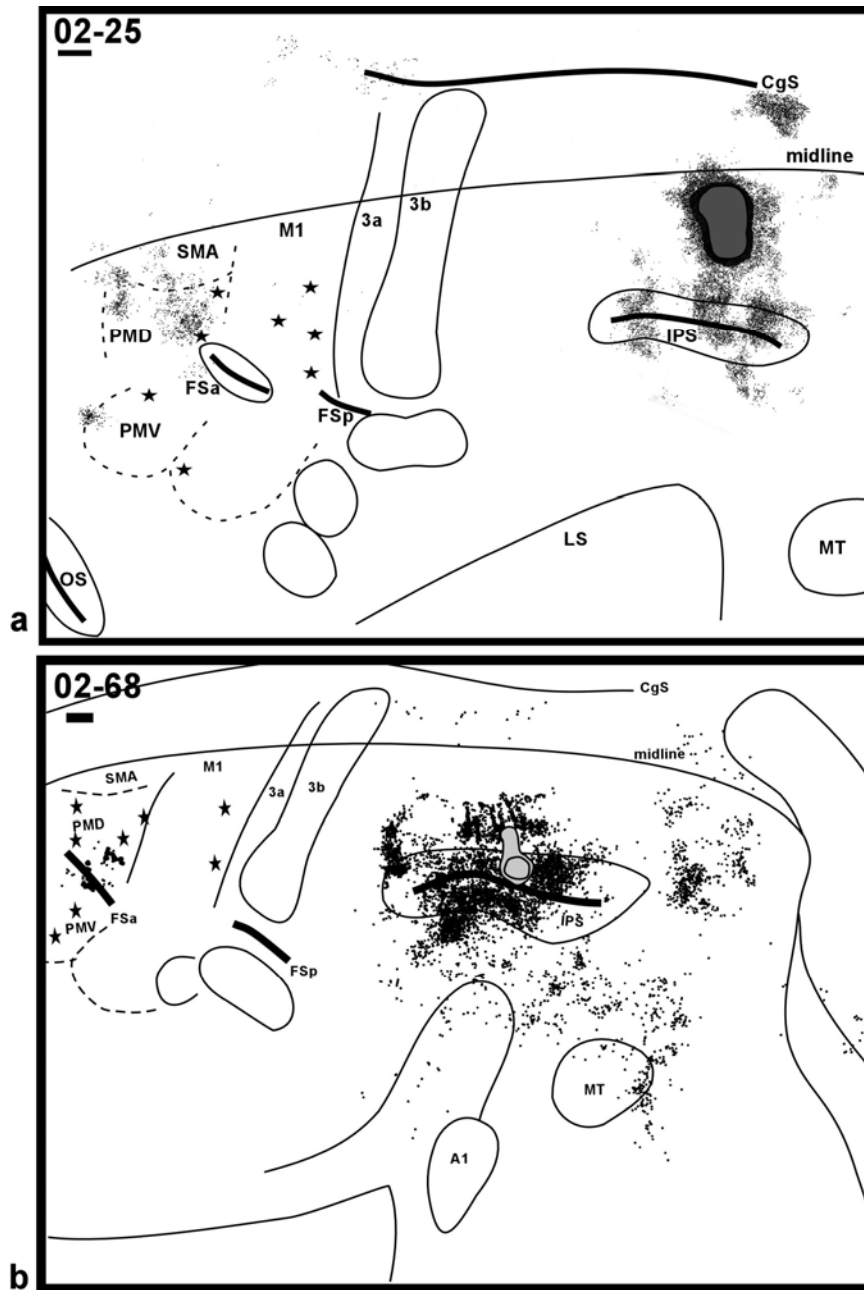 02-25
CgS
midline
3b
3a
M1
SMA
PMD
IPS
FSa
FSp
PMV
LS
MT
OS
a
02-68
CgS
midline
M1
SMA
3a
3b
PMD
IPS
FSa
PMV
FSp
MT
A1
b